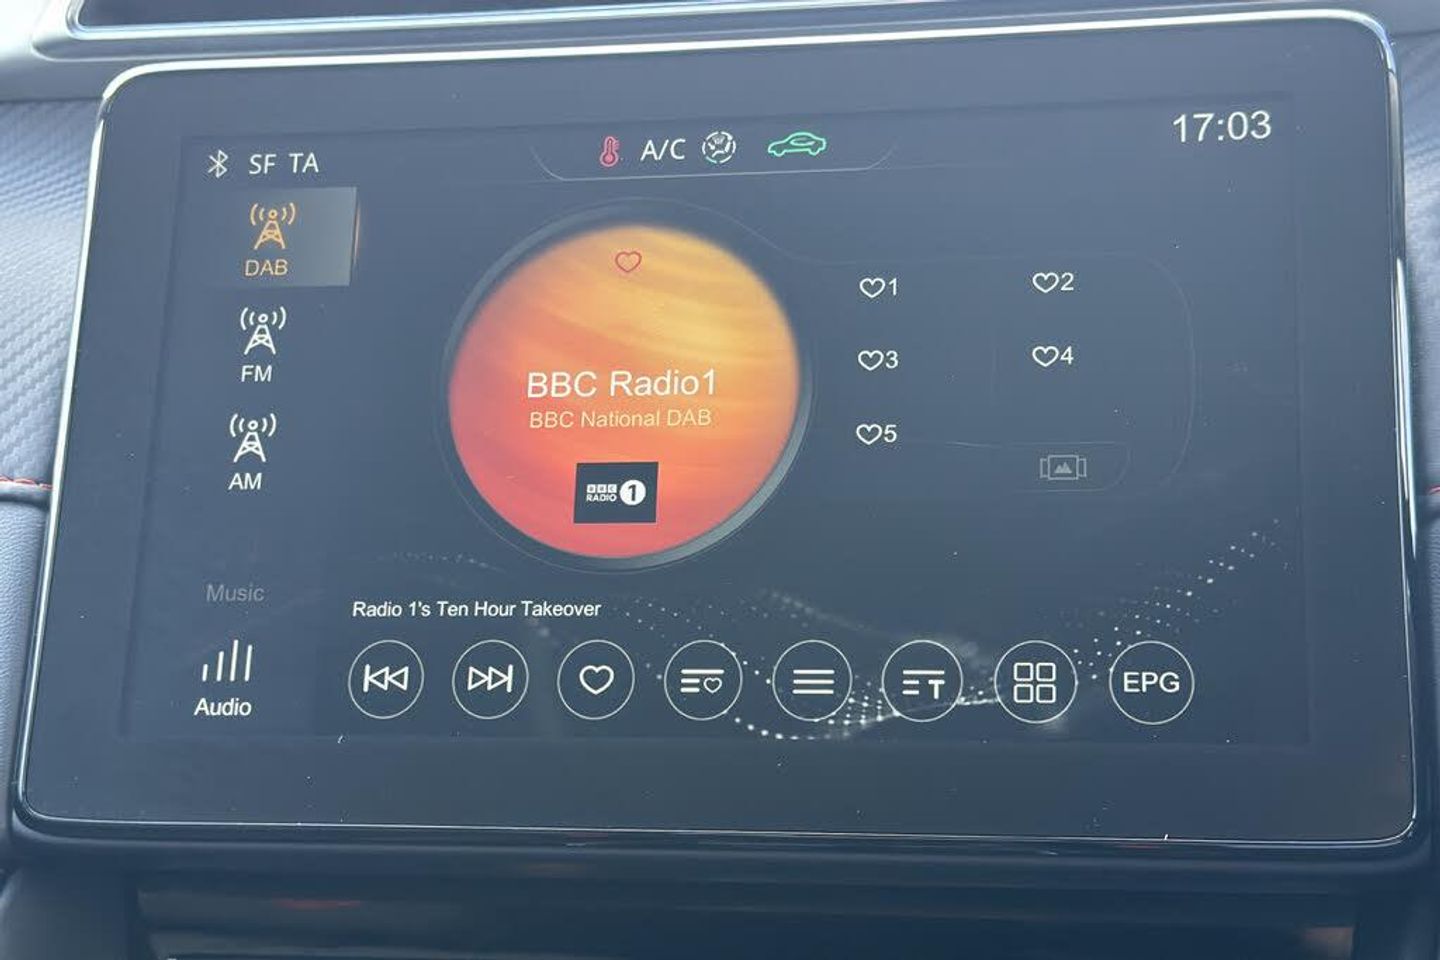 SF TA
A/C
17:03
DAB
FM
AM
Music
Audio
BBC Radio1
BBC National DAB
BBC
RADIO 1
1
2
3
4
5
Radio 1's Ten Hour Takeover
T
EPG